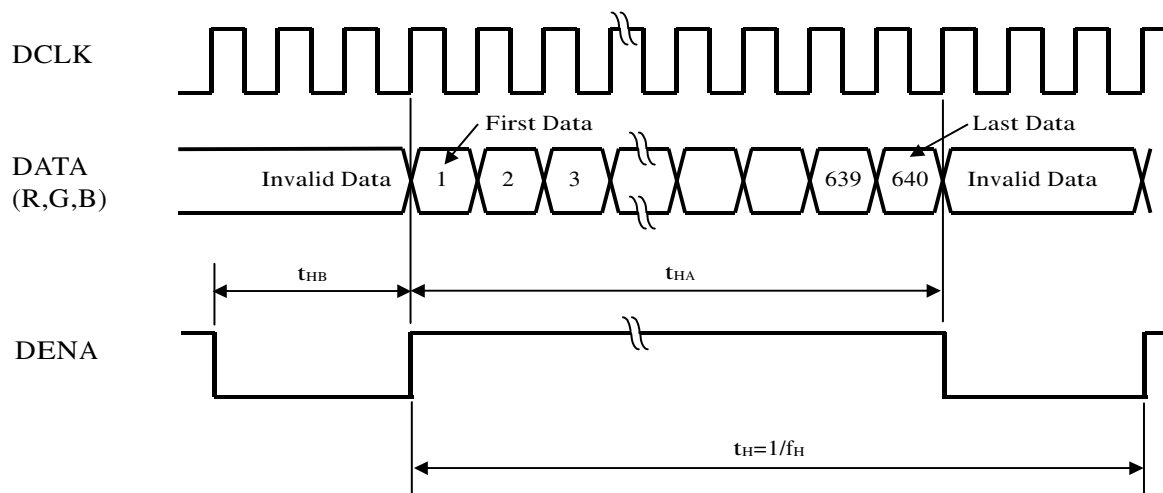 DCLK
First Data
Last Data
DATA
(R,G,B)
Invalid Data
1
2
3
639
640
Invalid Data
tHB
tHA
DENA
tH=1/fH